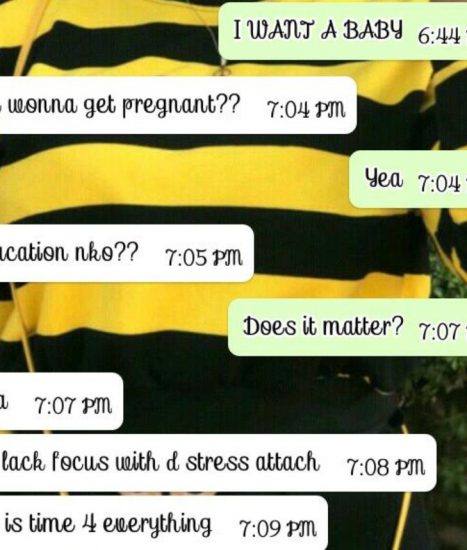 I WANT A BABY 6:44
wonna get pregnant?? 7:04 PM
Yea 7:04
cation nko?? 7:05 PM
Does it matter? 7:07
7:07 PM
lack focus with d stress attach 7:08 PM
is time 4 everything 7:09 PM